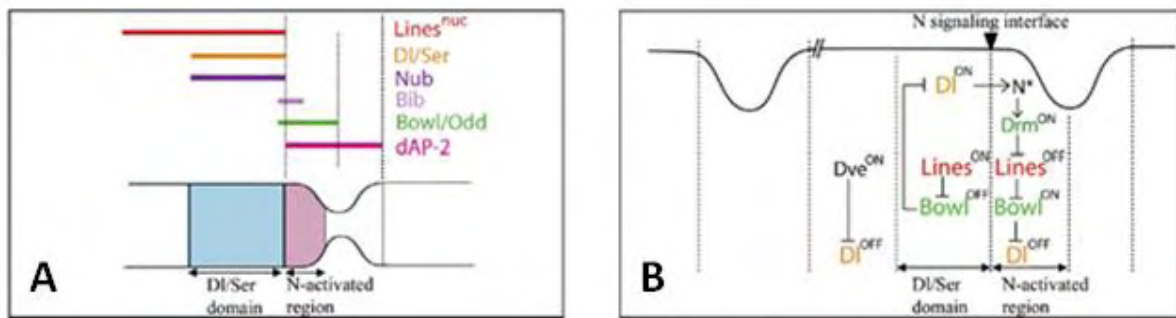 Lines^nuc
Dl/Ser
Nub
Bib
Bowl/Odd
dAP-2
A
Dl/Ser
domain
N-activated
region
N signaling interface
Dl^ON
N*
Drm^ON
Dve^ON
Lines^ON
Lines^OFF
Bowl^OFF
Bowl^ON
Dl^OFF
Dl^OFF
B
Dl/Ser
domain
N-activated
region